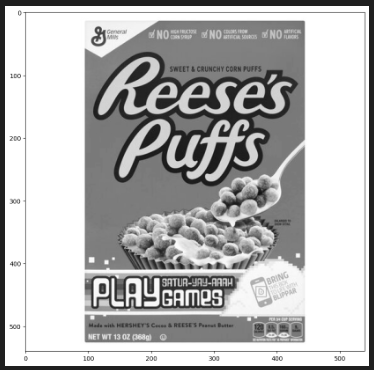 0
100
200
300
400
500
0 100 200 300 400 500
General Mills
NO HIGH FRUCTOSE CORN SYRUP
NO COLORS FROM ARTIFICIAL SOURCES
NO ARTIFICIAL FLAVORS
SWEET & CRUNCHY CORN PUFFS
Reese's
Puffs
PLAY
SATUR-YAY-AAAH
GAMES
BRING
BLIPPAR
Made with HERSHEY'S Cocoa & REESE'S Peanut Butter
NET WT 13 OZ (368g)